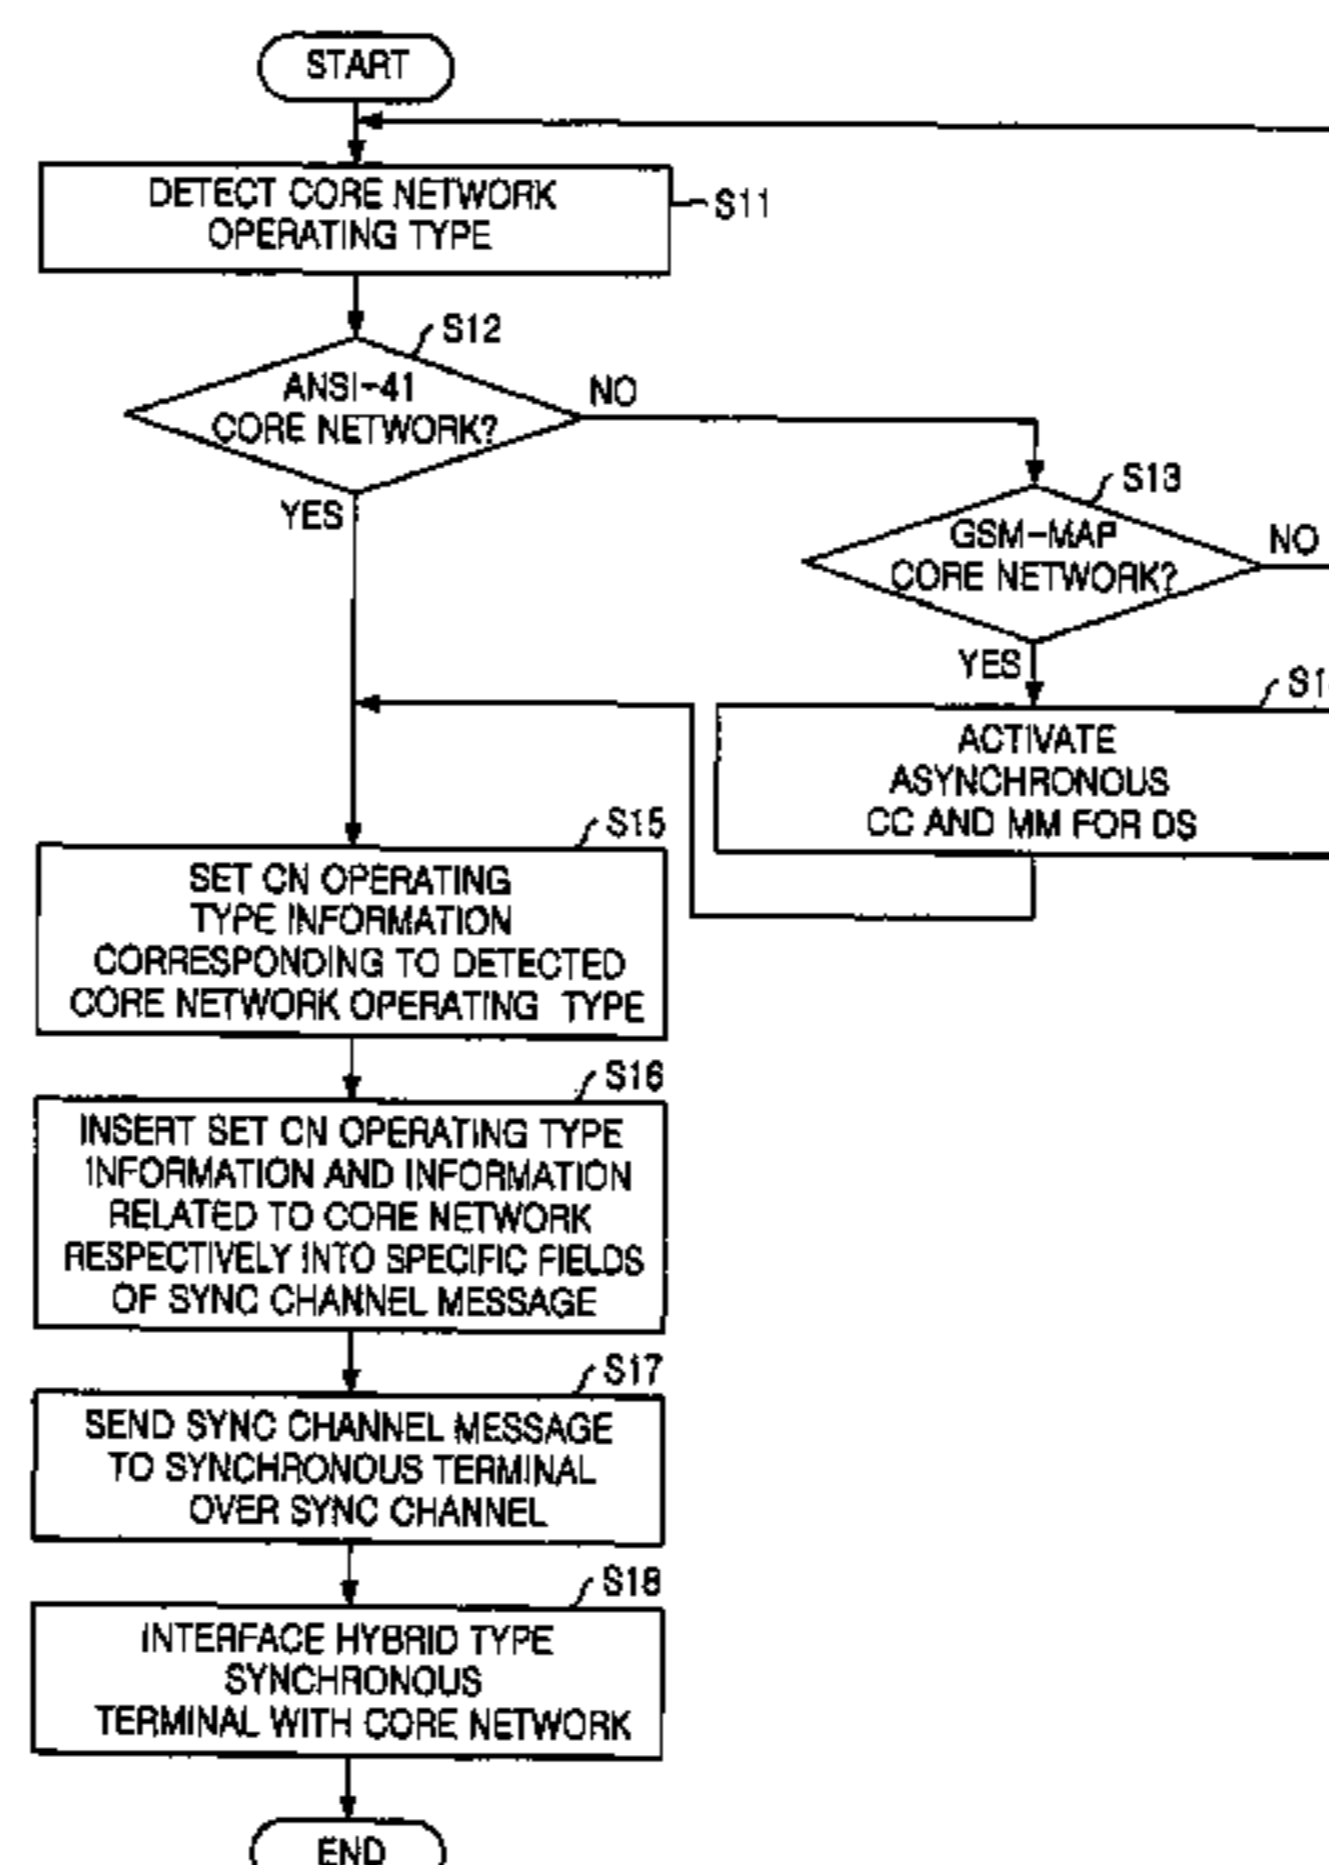 START
DETECT CORE NETWORK
OPERATING TYPE
S11
S12
ANSI-41
CORE NETWORK?
NO
YES
S13
GSM-MAP
CORE NETWORK?
NO
YES
ACTIVATE
ASYNCHRONOUS
CC AND MM FOR DS
S15
SET CN OPERATING
TYPE INFORMATION
CORRESPONDING TO DETECTED
CORE NETWORK OPERATING TYPE
S16
INSERT SET CN OPERATING TYPE
INFORMATION AND INFORMATION
RELATED TO CORE NETWORK
RESPECTIVELY INTO SPECIFIC FIELDS
OF SYNC CHANNEL MESSAGE
S17
SEND SYNC CHANNEL MESSAGE
TO SYNCHRONOUS TERMINAL
OVER SYNC CHANNEL
S18
INTERFACE HYBRID TYPE
SYNCHRONOUS
TERMINAL WITH CORE NETWORK
END